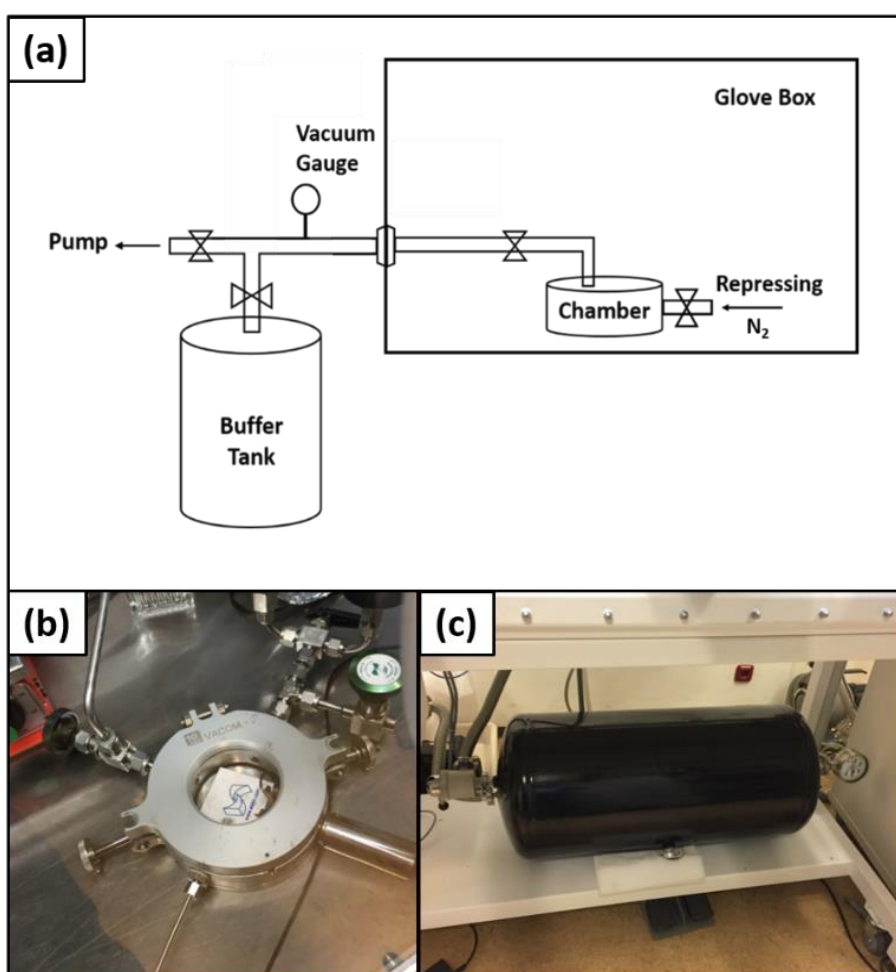 (a)
Glove Box
Vacuum
Gauge
Pump
Repressing
Chamber
N₂
Buffer
Tank
(b)
VACOM
(c)